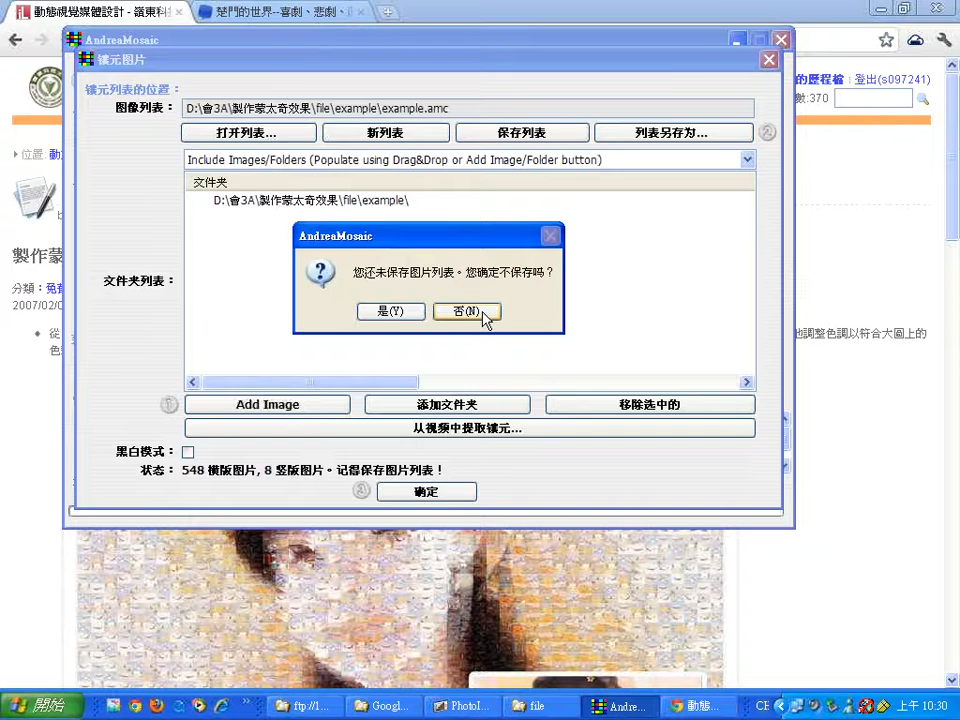 動態視覺媒體設計 - 嶺東科技
楚門的世界--喜劇、悲劇、
AndreaMosaic
镶元图片
的歷程檔 | 登出(s097241)
數:370
镶元列表的位置：
图像列表： D:\會3A\製作蒙太奇效果\file\example\example.amc
打开列表... 新列表 保存列表 列表另存为...
位置: 動
Include Images/Folders (Populate using Drag&Drop or Add Image/Folder button)
文件夹
D:\會3A\製作蒙太奇效果\file\example\
AndreaMosaic
您还未保存图片列表。您确定不保存吗？
是(Y) 否(N)
製作蒙
文件夹列表：
分類：免
2007/02/0
從
色
他調整色調以符合大圖上的
Add Image 添加文件夹 移除选中的
从视频中提取镶元...
黑白模式：
状态： 548 横版图片, 8 竖版图片。记得保存图片列表！
确定
開始
ftp://1...
Googl...
PhotoI...
file
Andre...
動態...
CH
上午 10:30